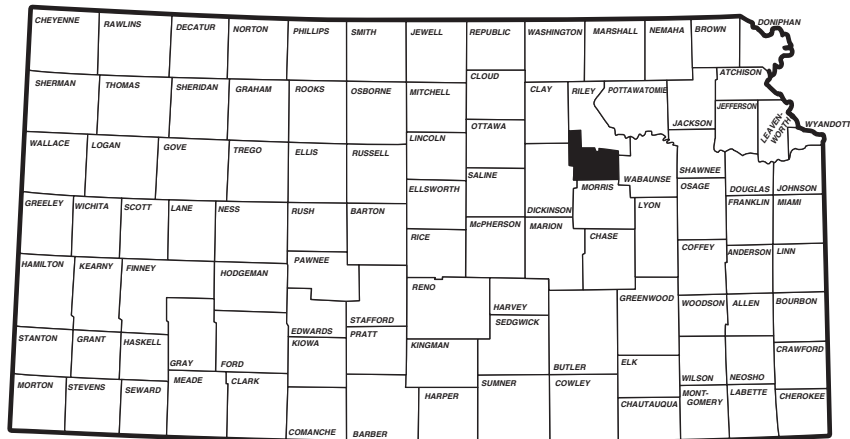 CHEYENNE
RAWLINS
DECATUR
NORTON
PHILLIPS
SMITH
JEWELL
REPUBLIC
WASHINGTON
MARSHALL
NEMAHA
BROWN
DONIPHAN
SHERMAN
THOMAS
SHERIDAN
GRAHAM
ROOKS
OSBORNE
MITCHELL
CLOUD
CLAY
RILEY
POTTAWATOMIE
JACKSON
ATCHISON
JEFFERSON
LEAVEN-
WORTH
WYANDOTT
WALLACE
LOGAN
GOVE
TREGO
ELLIS
RUSSELL
LINCOLN
OTTAWA
SALINE
ELLSWORTH
DICKINSON
MORRIS
WABAUNSE
SHAWNEE
OSAGE
DOUGLAS
JOHNSON
GREELEY
WICHITA
SCOTT
LANE
NESS
RUSH
BARTON
RICE
McPHERSON
MARION
CHASE
LYON
COFFEY
FRANKLIN
MIAMI
ANDERSON
LINN
HAMILTON
KEARNY
FINNEY
HODGEMAN
PAWNEE
STAFFORD
RENO
HARVEY
SEDGWICK
GREENWOOD
WOODSON
ALLEN
BOURBON
STANTON
GRANT
HASKELL
GRAY
FORD
EDWARDS
KIOWA
PRATT
KINGMAN
BUTLER
ELK
WILSON
NEOSHO
CRAWFORD
MORTON
STEVENS
SEWARD
MEADE
CLARK
COMANCHE
BARBER
HARPER
SUMNER
COWLEY
CHAUTAUQUA
MONT-
GOMERY
LABETTE
CHEROKEE